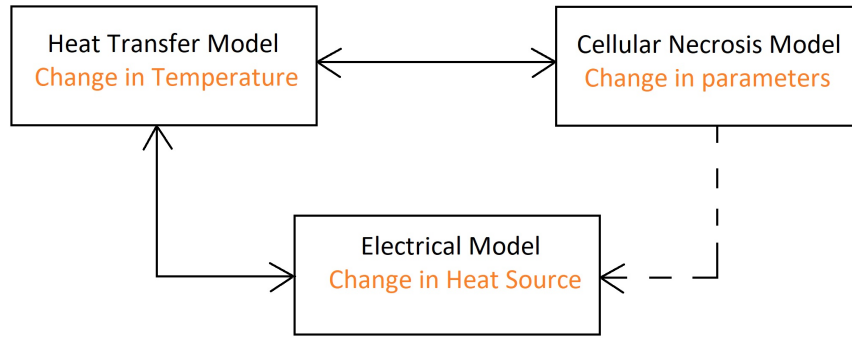 Heat Transfer Model
Change in Temperature
Cellular Necrosis Model
Change in parameters
Electrical Model
Change in Heat Source